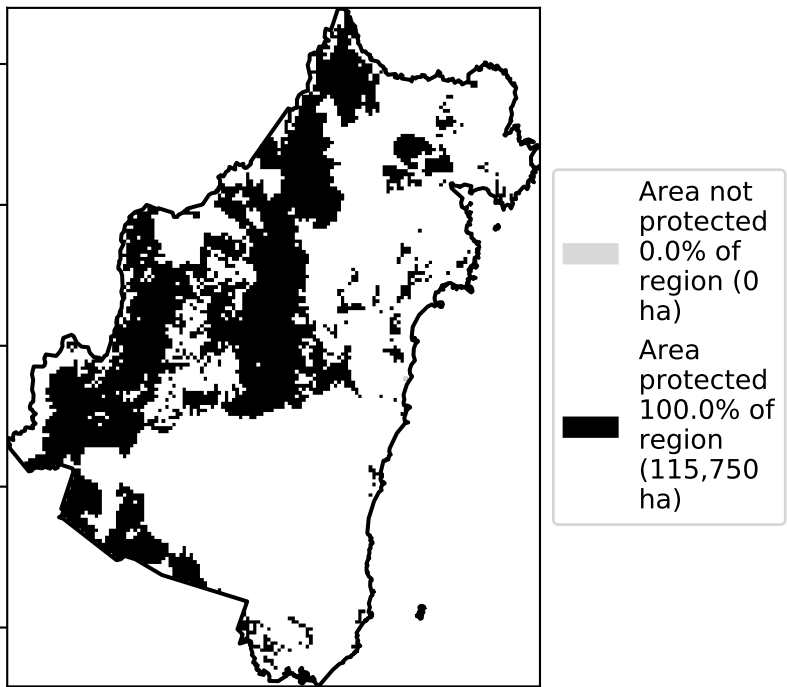 Area not
protected
0.0% of
region (0
ha)
Area
protected
100.0% of
region
(115,750
ha)